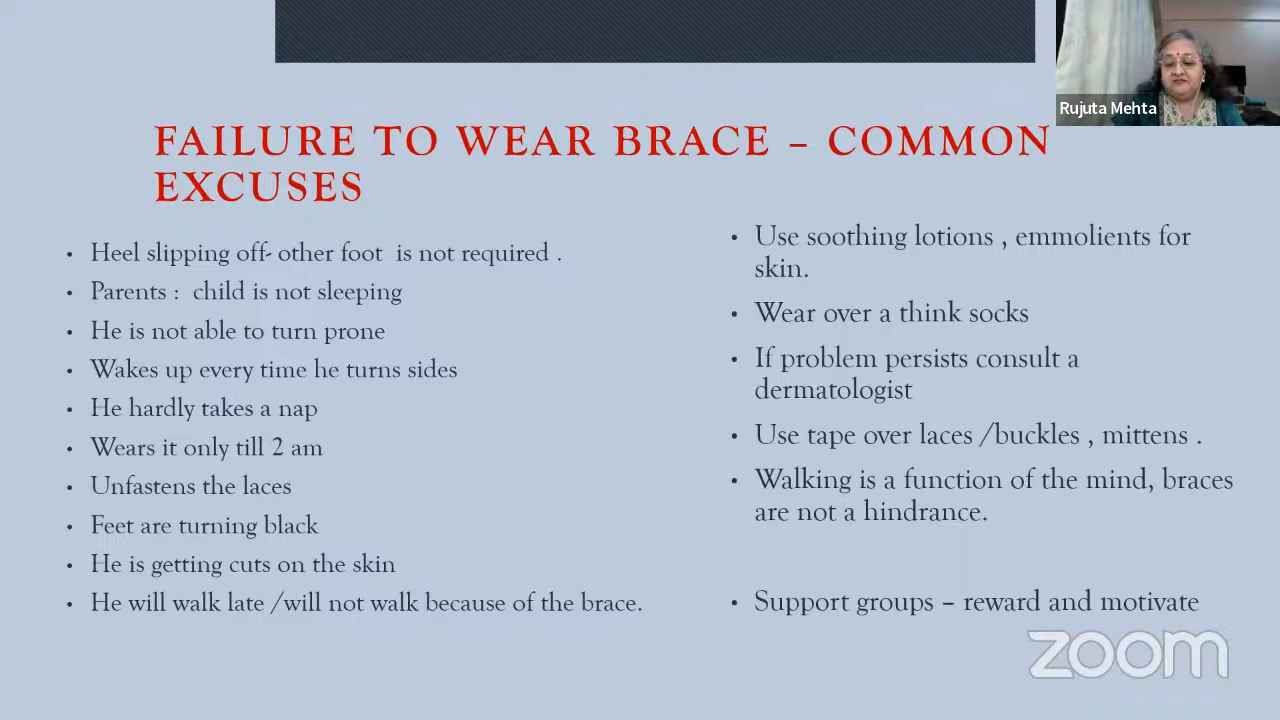 Rujuta Mehta
FAILURE TO WEAR BRACE – COMMON
EXCUSES
• Heel slipping off- other foot is not required .
• Parents : child is not sleeping
• He is not able to turn prone
• Wakes up every time he turns sides
• He hardly takes a nap
• Wears it only till 2 am
• Unfastens the laces
• Feet are turning black
• He is getting cuts on the skin
• He will walk late /will not walk because of the brace.
• Use soothing lotions , emmolients for
skin.
• Wear over a think socks
• If problem persists consult a
dermatologist
• Use tape over laces /buckles , mittens .
• Walking is a function of the mind, braces
are not a hindrance.
• Support groups – reward and motivate
zoom